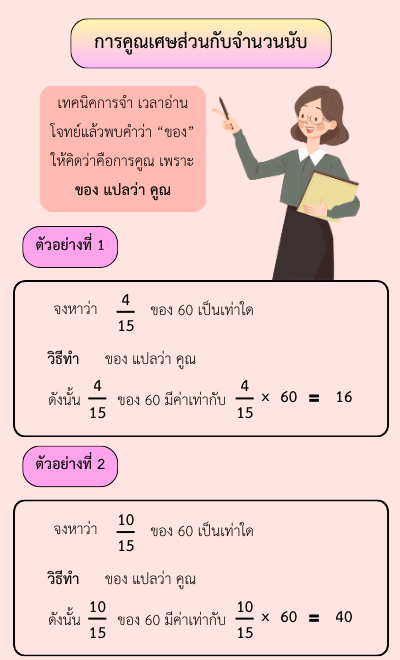 การคูณเศษส่วนกับจำนวนนับ
เทคนิคการจำ เวลาอ่าน
โจทย์แล้วพบคำว่า “ของ”
ให้คิดว่าคือการคูณ เพราะ
ของ แปลว่า คูณ
ตัวอย่างที่ 1
จงหาว่า 4/15 ของ 60 เป็นเท่าใด
วิธีทำ ของ แปลว่า คูณ
ดังนั้น 4/15 ของ 60 มีค่าเท่ากับ 4/15 × 60 = 16
ตัวอย่างที่ 2
จงหาว่า 10/15 ของ 60 เป็นเท่าใด
วิธีทำ ของ แปลว่า คูณ
ดังนั้น 10/15 ของ 60 มีค่าเท่ากับ 10/15 × 60 = 40